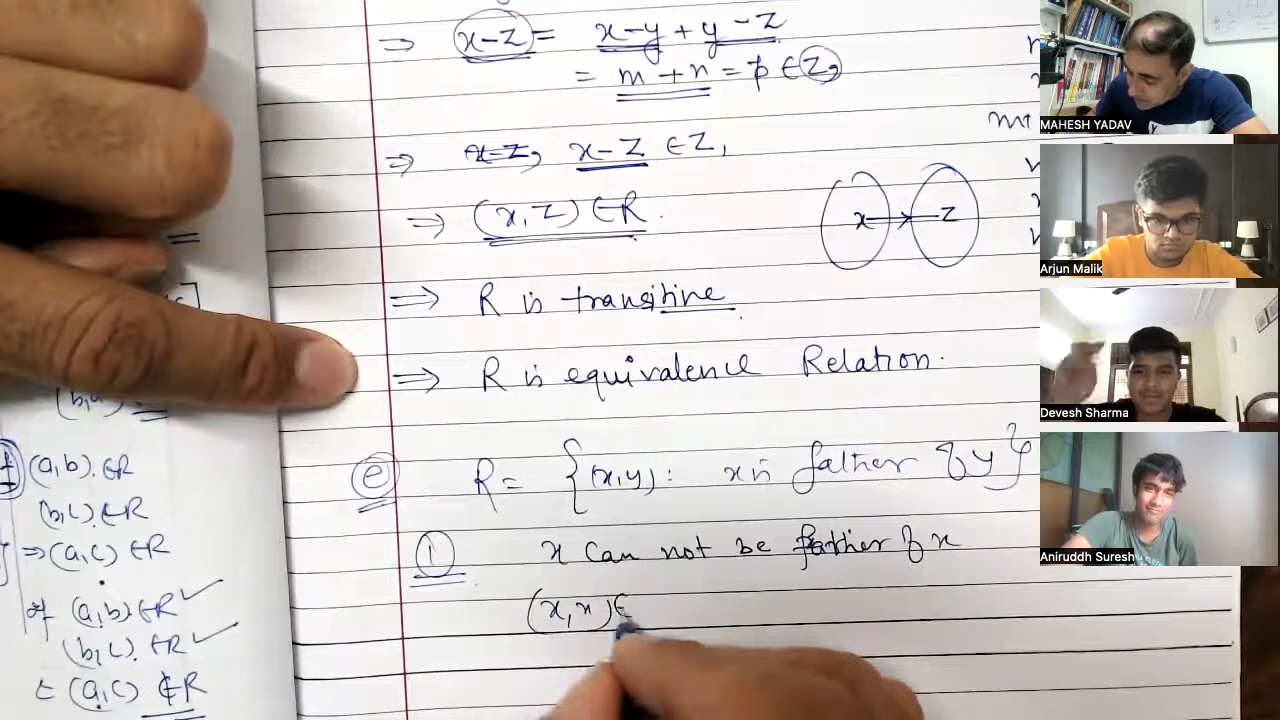 ⇒ x-z = x-y + y-z
= m + n = p ∈ Z,
⇒ x-z ∈ Z,
⇒ (x, z) ∈ R.
x z
⇒ R is transitive.
⇒ R is equivalence Relation.
e R = {(x, y) : x is father of y}
1 x can not be father of x
(x, x) ∈
(a, b). ∈ R
(b, c). ∈ R
⇒ (a, c) ∈ R
if (a, b) ∈ R ✓
(b, c). ∈ R ✓
(a, c) ∉ R
MAHESH YADAV
Arjun Malik
Devesh Sharma
Aniruddh Suresh